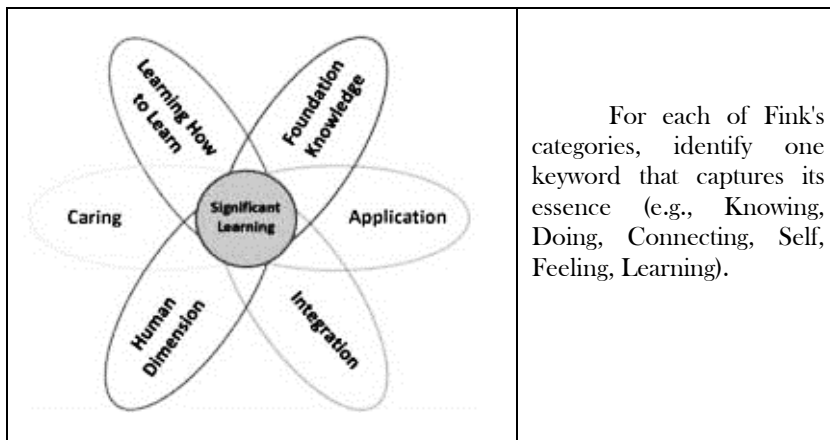 Learning How
to Learn
Foundation
Knowledge
Caring
Significant
Learning
Application
Human
Dimension
Integration
For each of Fink's
categories, identify one
keyword that captures its
essence (e.g., Knowing,
Doing, Connecting, Self,
Feeling, Learning).